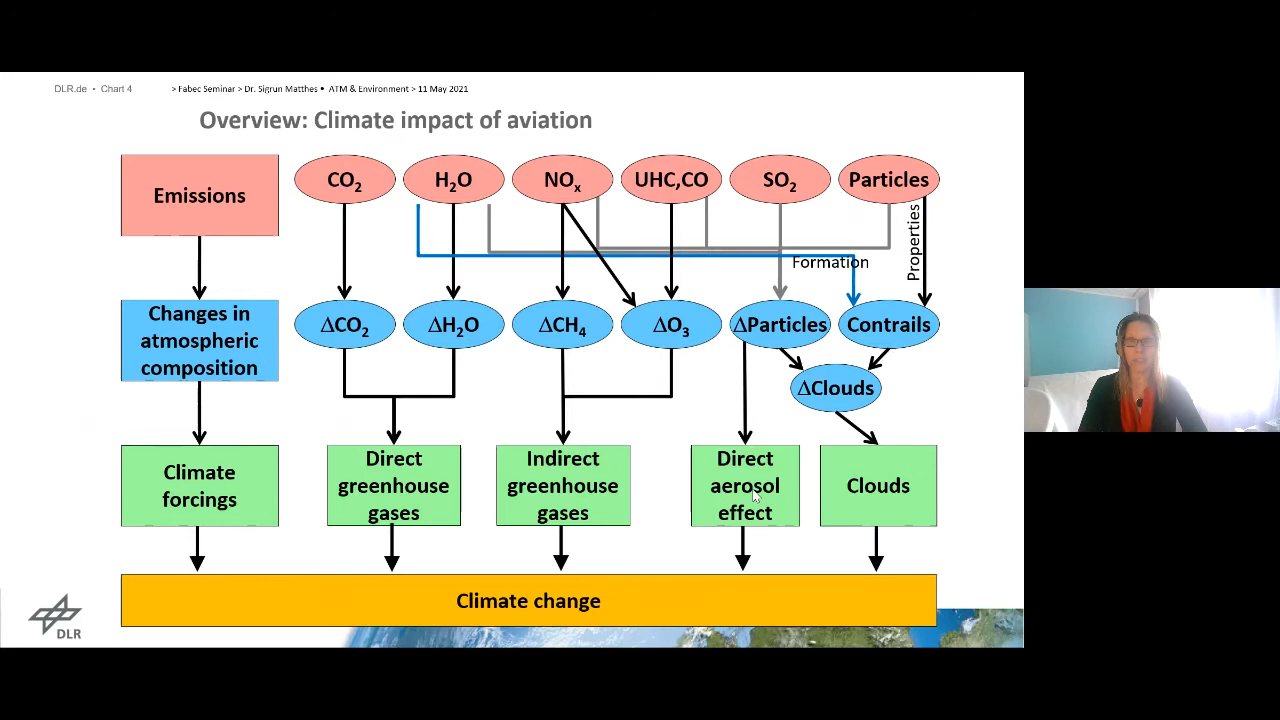 DLR.de • Chart 4 > Fabec Seminar > Dr. Sigrun Matthes • ATM & Environment > 11 May 2021
Overview: Climate impact of aviation
Emissions
CO₂
H₂O
NOₓ
UHC,CO
SO₂
Particles
Properties
Formation
Changes in
atmospheric
composition
ΔCO₂
ΔH₂O
ΔCH₄
ΔO₃
ΔParticles
Contrails
ΔClouds
Climate
forcings
Direct
greenhouse
gases
Indirect
greenhouse
gases
Direct
aerosol
effect
Clouds
Climate change
DLR